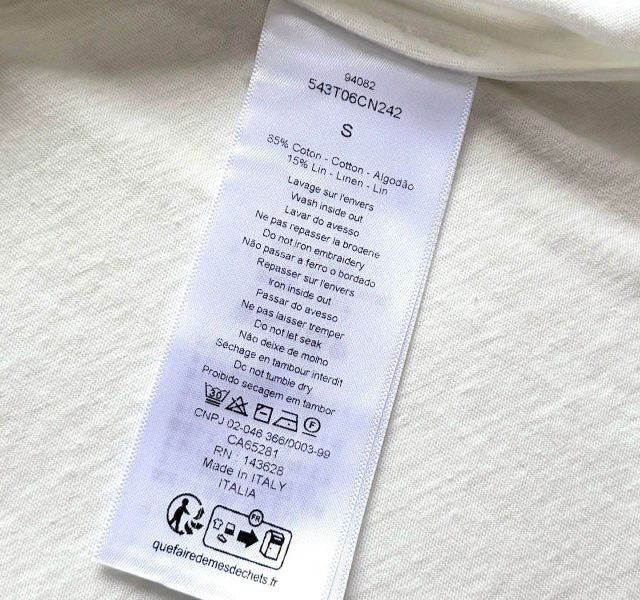 94082
543T06CN242
S
85% Coton - Cotton - Algodão
15% Lin - Linen - Lin
Lavage sur l'envers
Wash inside out
Lavar do avesso
Ne pas repasser la broderie
Do not iron embraidery
Não passar a ferro o bordado
Repasser sur l'envers
Iron inside out
Passar do avesso
Ne pas laisser tremper
Do not let seak
Não deixe de molho
Séchage en tambour interdit
Do not tumble dry
Proibido secagem em tambor
30 F
CNPJ 02-046 366/0003-99
CA65281
RN : 143628
Made In ITALY
ITALIA
FR
quefairedemesdechets.fr